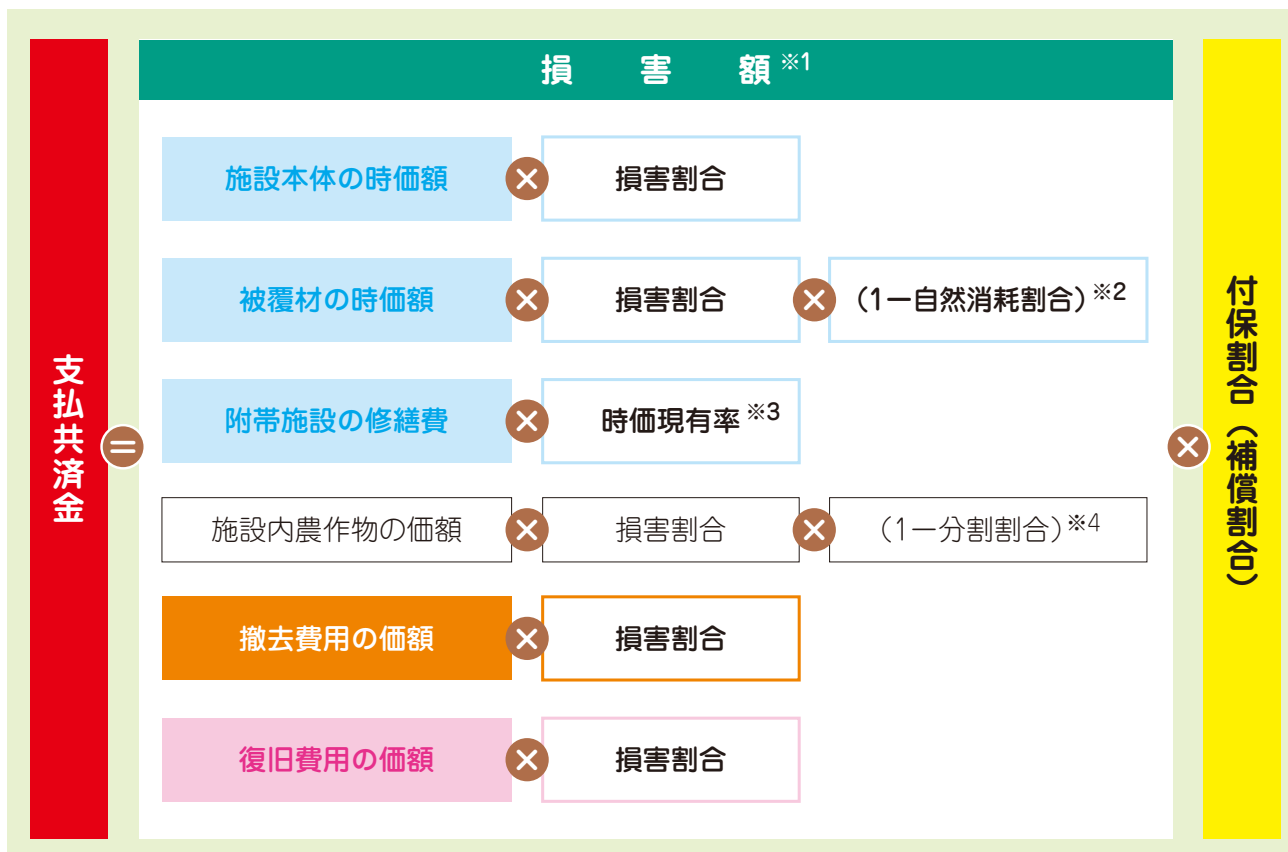 損害額※1
支払共済金
=
施設本体の時価額 × 損害割合
被覆材の時価額 × 損害割合 × (1ー自然消耗割合)※2
附帯施設の修繕費 × 時価現有率※3
施設内農作物の価額 × 損害割合 × (1ー分割割合)※4
撤去費用の価額 × 損害割合
復旧費用の価額 × 損害割合
×
付保割合(補償割合)